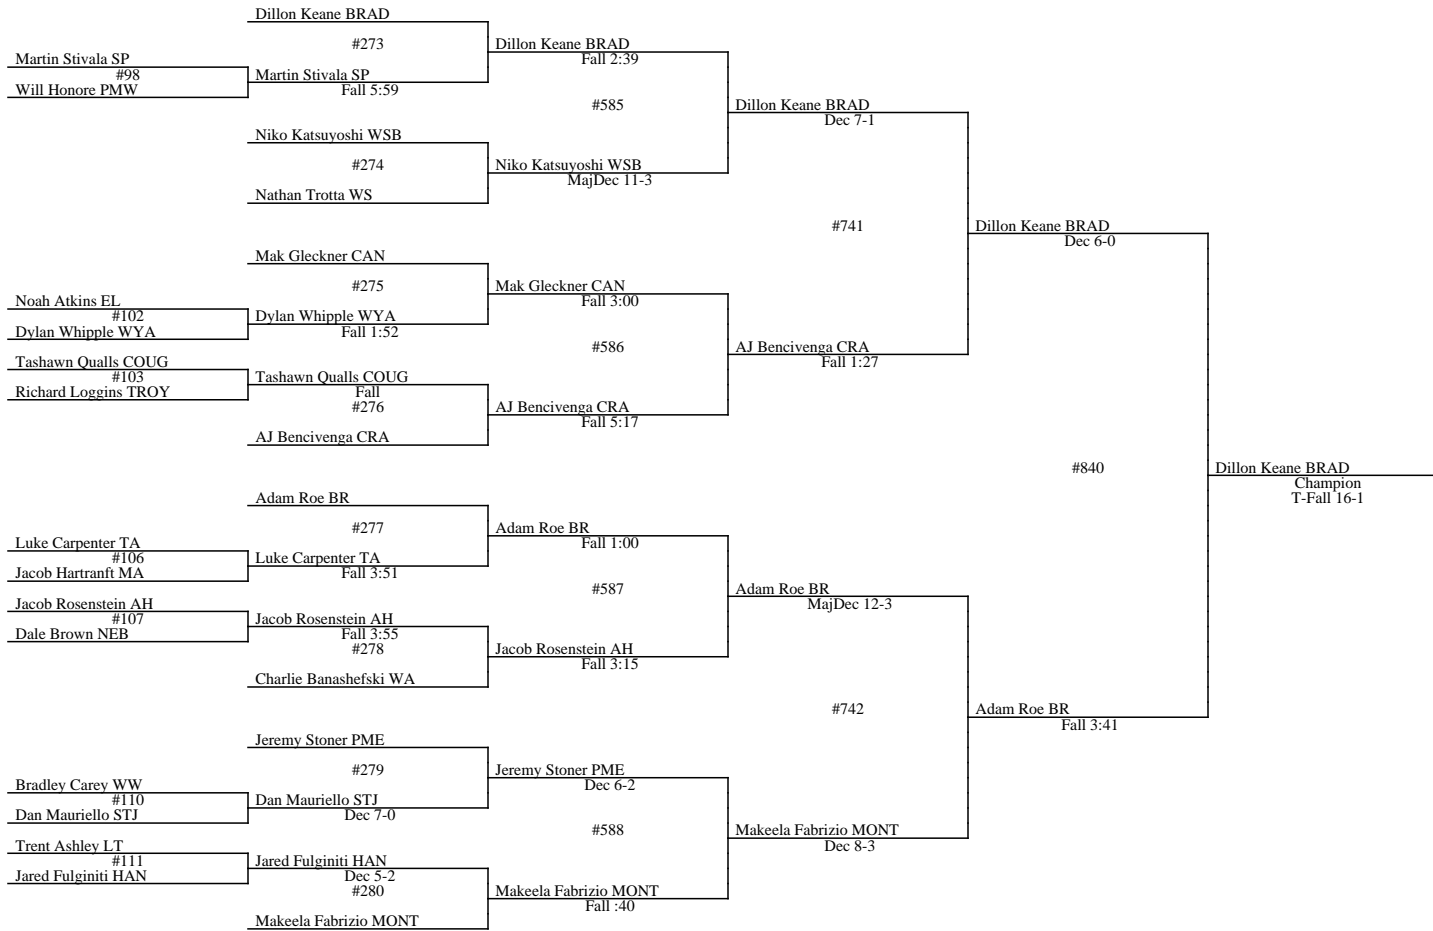 Dillon Keane BRAD
#273
Dillon Keane BRAD
Fall 2:39
Martin Stivala SP
#98
Will Honore PMW
Martin Stivala SP
Fall 5:59
#585
Dillon Keane BRAD
Dec 7-1
Niko Katsuyoshi WSB
#274
Niko Katsuyoshi WSB
MajDec 11-3
Nathan Trotta WS
#741
Dillon Keane BRAD
Dec 6-0
Mak Gleckner CAN
#275
Mak Gleckner CAN
Fall 3:00
Noah Atkins EL
#102
Dylan Whipple WYA
Dylan Whipple WYA
Fall 1:52
#586
AJ Bencivenga CRA
Fall 1:27
Tashawn Qualls COUG
#103
Richard Loggins TROY
Tashawn Qualls COUG
Fall
#276
AJ Bencivenga CRA
Fall 5:17
AJ Bencivenga CRA
#840
Dillon Keane BRAD
Champion
T-Fall 16-1
Adam Roe BR
#277
Adam Roe BR
Fall 1:00
Luke Carpenter TA
#106
Jacob Hartranft MA
Luke Carpenter TA
Fall 3:51
#587
Adam Roe BR
MajDec 12-3
Jacob Rosenstein AH
#107
Dale Brown NEB
Jacob Rosenstein AH
Fall 3:55
#278
Jacob Rosenstein AH
Fall 3:15
Charlie Banashefski WA
#742
Adam Roe BR
Fall 3:41
Jeremy Stoner PME
#279
Jeremy Stoner PME
Dec 6-2
Bradley Carey WW
#110
Dan Mauriello STJ
Dan Mauriello STJ
Dec 7-0
#588
Makeela Fabrizio MONT
Dec 8-3
Trent Ashley LT
#111
Jared Fulginiti HAN
Jared Fulginiti HAN
Dec 5-2
#280
Makeela Fabrizio MONT
Fall :40
Makeela Fabrizio MONT